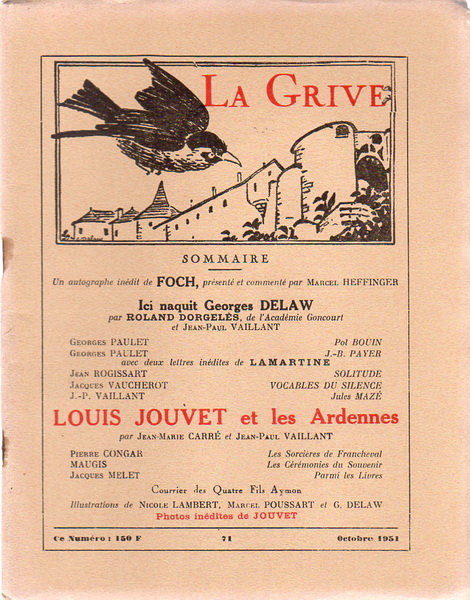 LA GRIVE
SOMMAIRE
Un autographe inédit de FOCH, présenté et commenté par MARCEL HEFFINGER
Ici naquit Georges DELAW
par ROLAND DORGELÈS, de l'Académie Goncourt
et JEAN-PAUL VAILLANT
GEORGES PAULET Pol BOUIN
GEORGES PAULET J.-B. PAYER
avec deux lettres inédites de LAMARTINE
JEAN ROGISSART SOLITUDE
JACQUES VAUCHEROT VOCABLES DU SILENCE
J.-P. VAILLANT Jules MAZÉ
LOUIS JOUVET et les Ardennes
par JEAN-MARIE CARRÉ et JEAN-PAUL VAILLANT
PIERRE CONGAR Les Sorcières de Francheval
MAUGIS Les Cérémonies du Souvenir
JACQUES MELET Parmi les Livres
Courrier des Quatre Fils Aymon
Illustrations de NICOLE LAMBERT, MARCEL POUSSART et G. DELAW
Photos inédites de JOUVET
Ce Numéro : 150 F 71 Octobre 1951